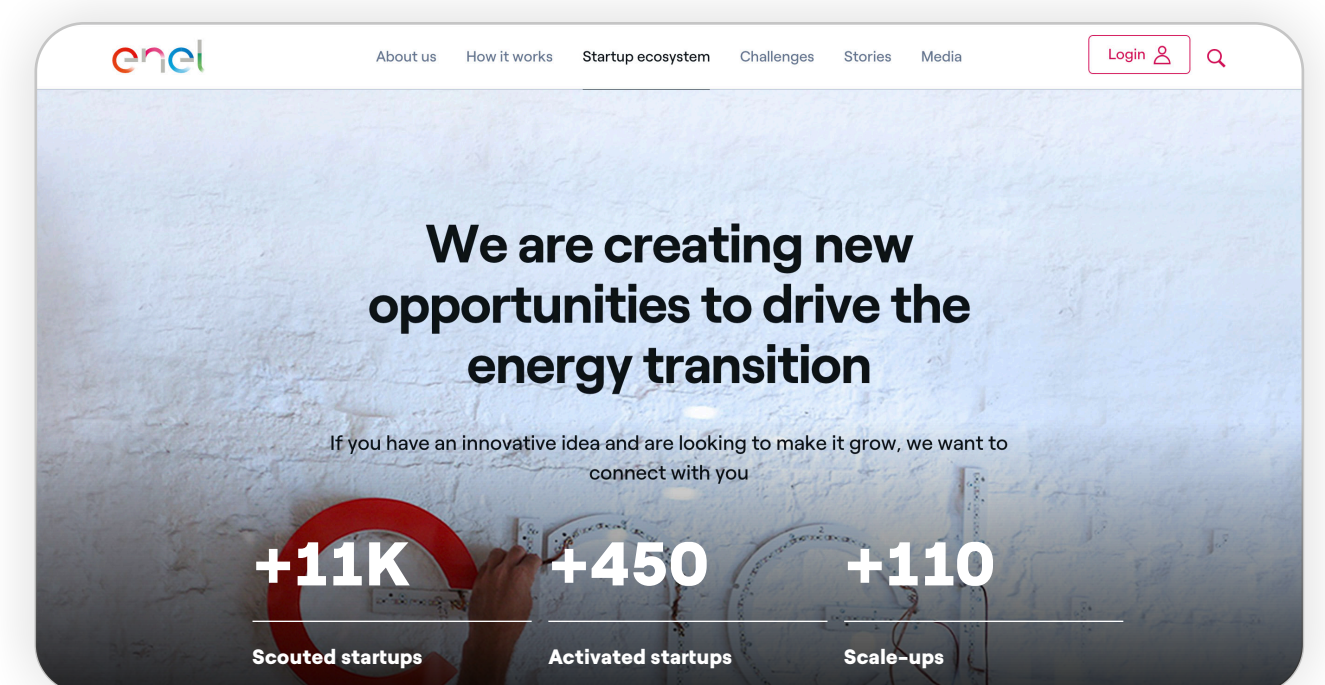 enel
About us
How it works
Startup ecosystem
Challenges
Stories
Media
Login
We are creating new
opportunities to drive the
energy transition
If you have an innovative idea and are looking to make it grow, we want to
connect with you
+11K
+450
+110
Scouted startups
Activated startups
Scale-ups